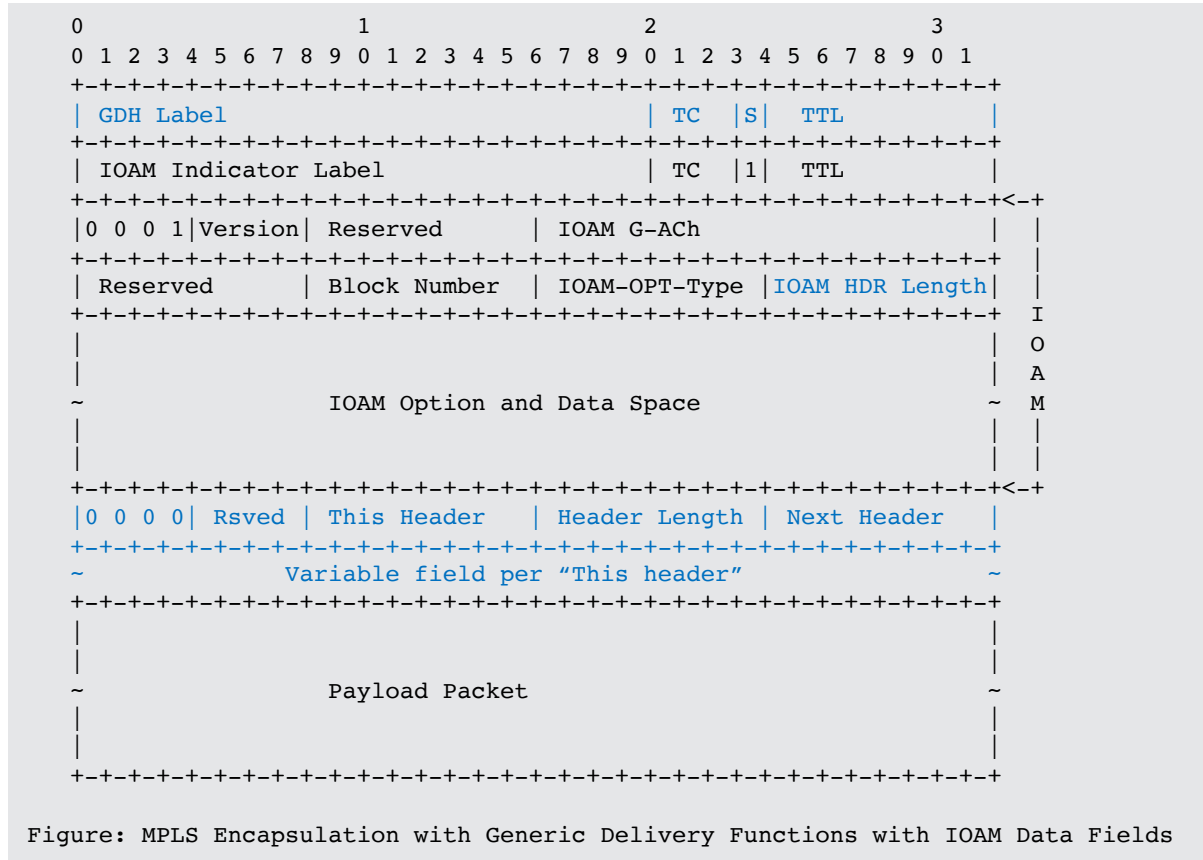 0                   1                   2                   3
0 1 2 3 4 5 6 7 8 9 0 1 2 3 4 5 6 7 8 9 0 1 2 3 4 5 6 7 8 9 0 1
+-+-+-+-+-+-+-+-+-+-+-+-+-+-+-+-+-+-+-+-+-+-+-+-+-+-+-+-+-+-+-+-+
| GDH Label                             | TC  |S|  TTL          |
+-+-+-+-+-+-+-+-+-+-+-+-+-+-+-+-+-+-+-+-+-+-+-+-+-+-+-+-+-+-+-+-+
| IOAM Indicator Label                  | TC  |1|  TTL          |
+-+-+-+-+-+-+-+-+-+-+-+-+-+-+-+-+-+-+-+-+-+-+-+-+-+-+-+-+-+-+-+-+<-+
|0 0 0 1|Version| Reserved      | IOAM G-ACh                    |  |
+-+-+-+-+-+-+-+-+-+-+-+-+-+-+-+-+-+-+-+-+-+-+-+-+-+-+-+-+-+-+-+-+  |
| Reserved      | Block Number  | IOAM-OPT-Type |IOAM HDR Length|  |
+-+-+-+-+-+-+-+-+-+-+-+-+-+-+-+-+-+-+-+-+-+-+-+-+-+-+-+-+-+-+-+-+  I
|                                                               |  O
|                                                               |  A
~                 IOAM Option and Data Space                    ~  M
|                                                               |  |
|                                                               |  |
+-+-+-+-+-+-+-+-+-+-+-+-+-+-+-+-+-+-+-+-+-+-+-+-+-+-+-+-+-+-+-+-+<-+
|0 0 0 0| Rsved | This Header   | Header Length | Next Header   |
+-+-+-+-+-+-+-+-+-+-+-+-+-+-+-+-+-+-+-+-+-+-+-+-+-+-+-+-+-+-+-+-+
~              Variable field per “This header”                 ~
+-+-+-+-+-+-+-+-+-+-+-+-+-+-+-+-+-+-+-+-+-+-+-+-+-+-+-+-+-+-+-+-+
|                                                               |
|                                                               |
~                 Payload Packet                                ~
|                                                               |
|                                                               |
+-+-+-+-+-+-+-+-+-+-+-+-+-+-+-+-+-+-+-+-+-+-+-+-+-+-+-+-+-+-+-+-+
Figure: MPLS Encapsulation with Generic Delivery Functions with IOAM Data Fields